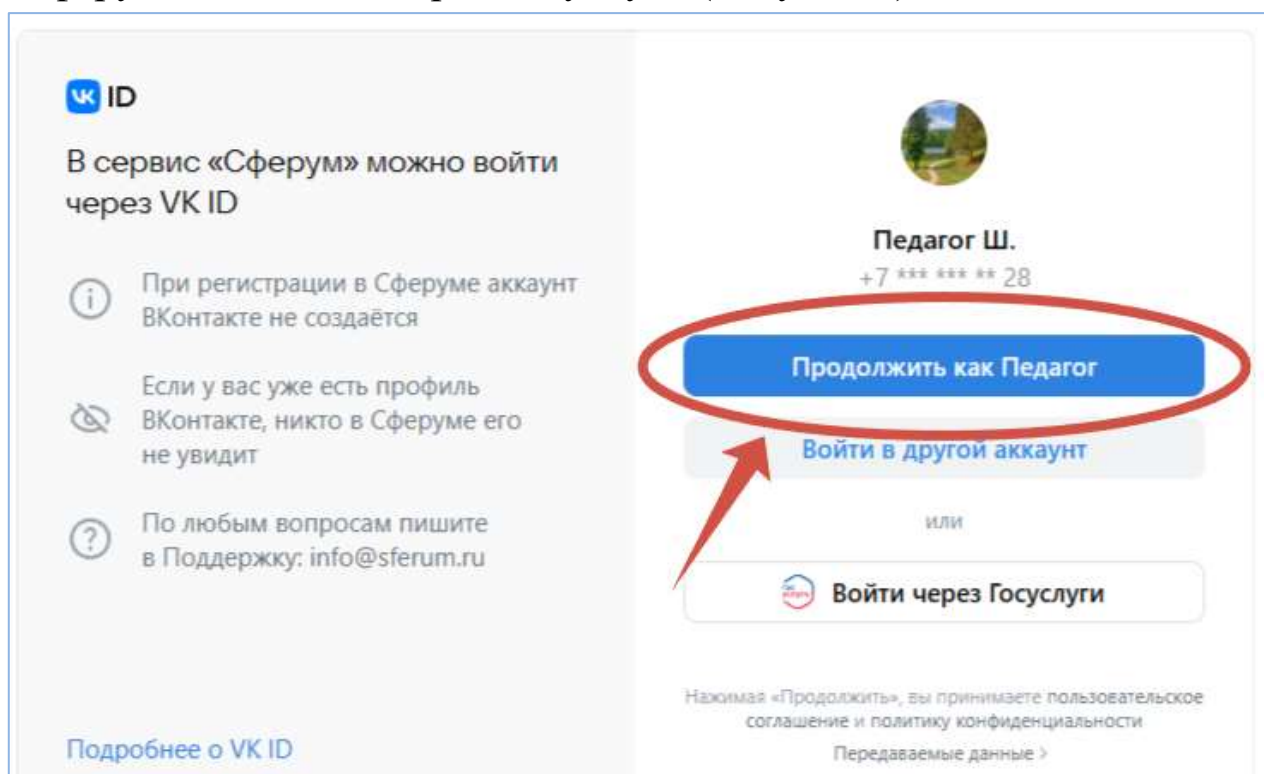 VK ID
В сервис «Сферум» можно войти
через VK ID
При регистрации в Сферуме аккаунт
ВКонтакте не создаётся
Если у вас уже есть профиль
ВКонтакте, никто в Сферуме его
не увидит
По любым вопросам пишите
в Поддержку: info@sferum.ru
Подробнее о VK ID
Педагог Ш.
+7 *** *** ** 28
Продолжить как Педагог
Войти в другой аккаунт
или
Войти через Госуслуги
Нажимая «Продолжить», вы принимаете пользовательское
соглашение и политику конфиденциальности
Передаваемые данные >